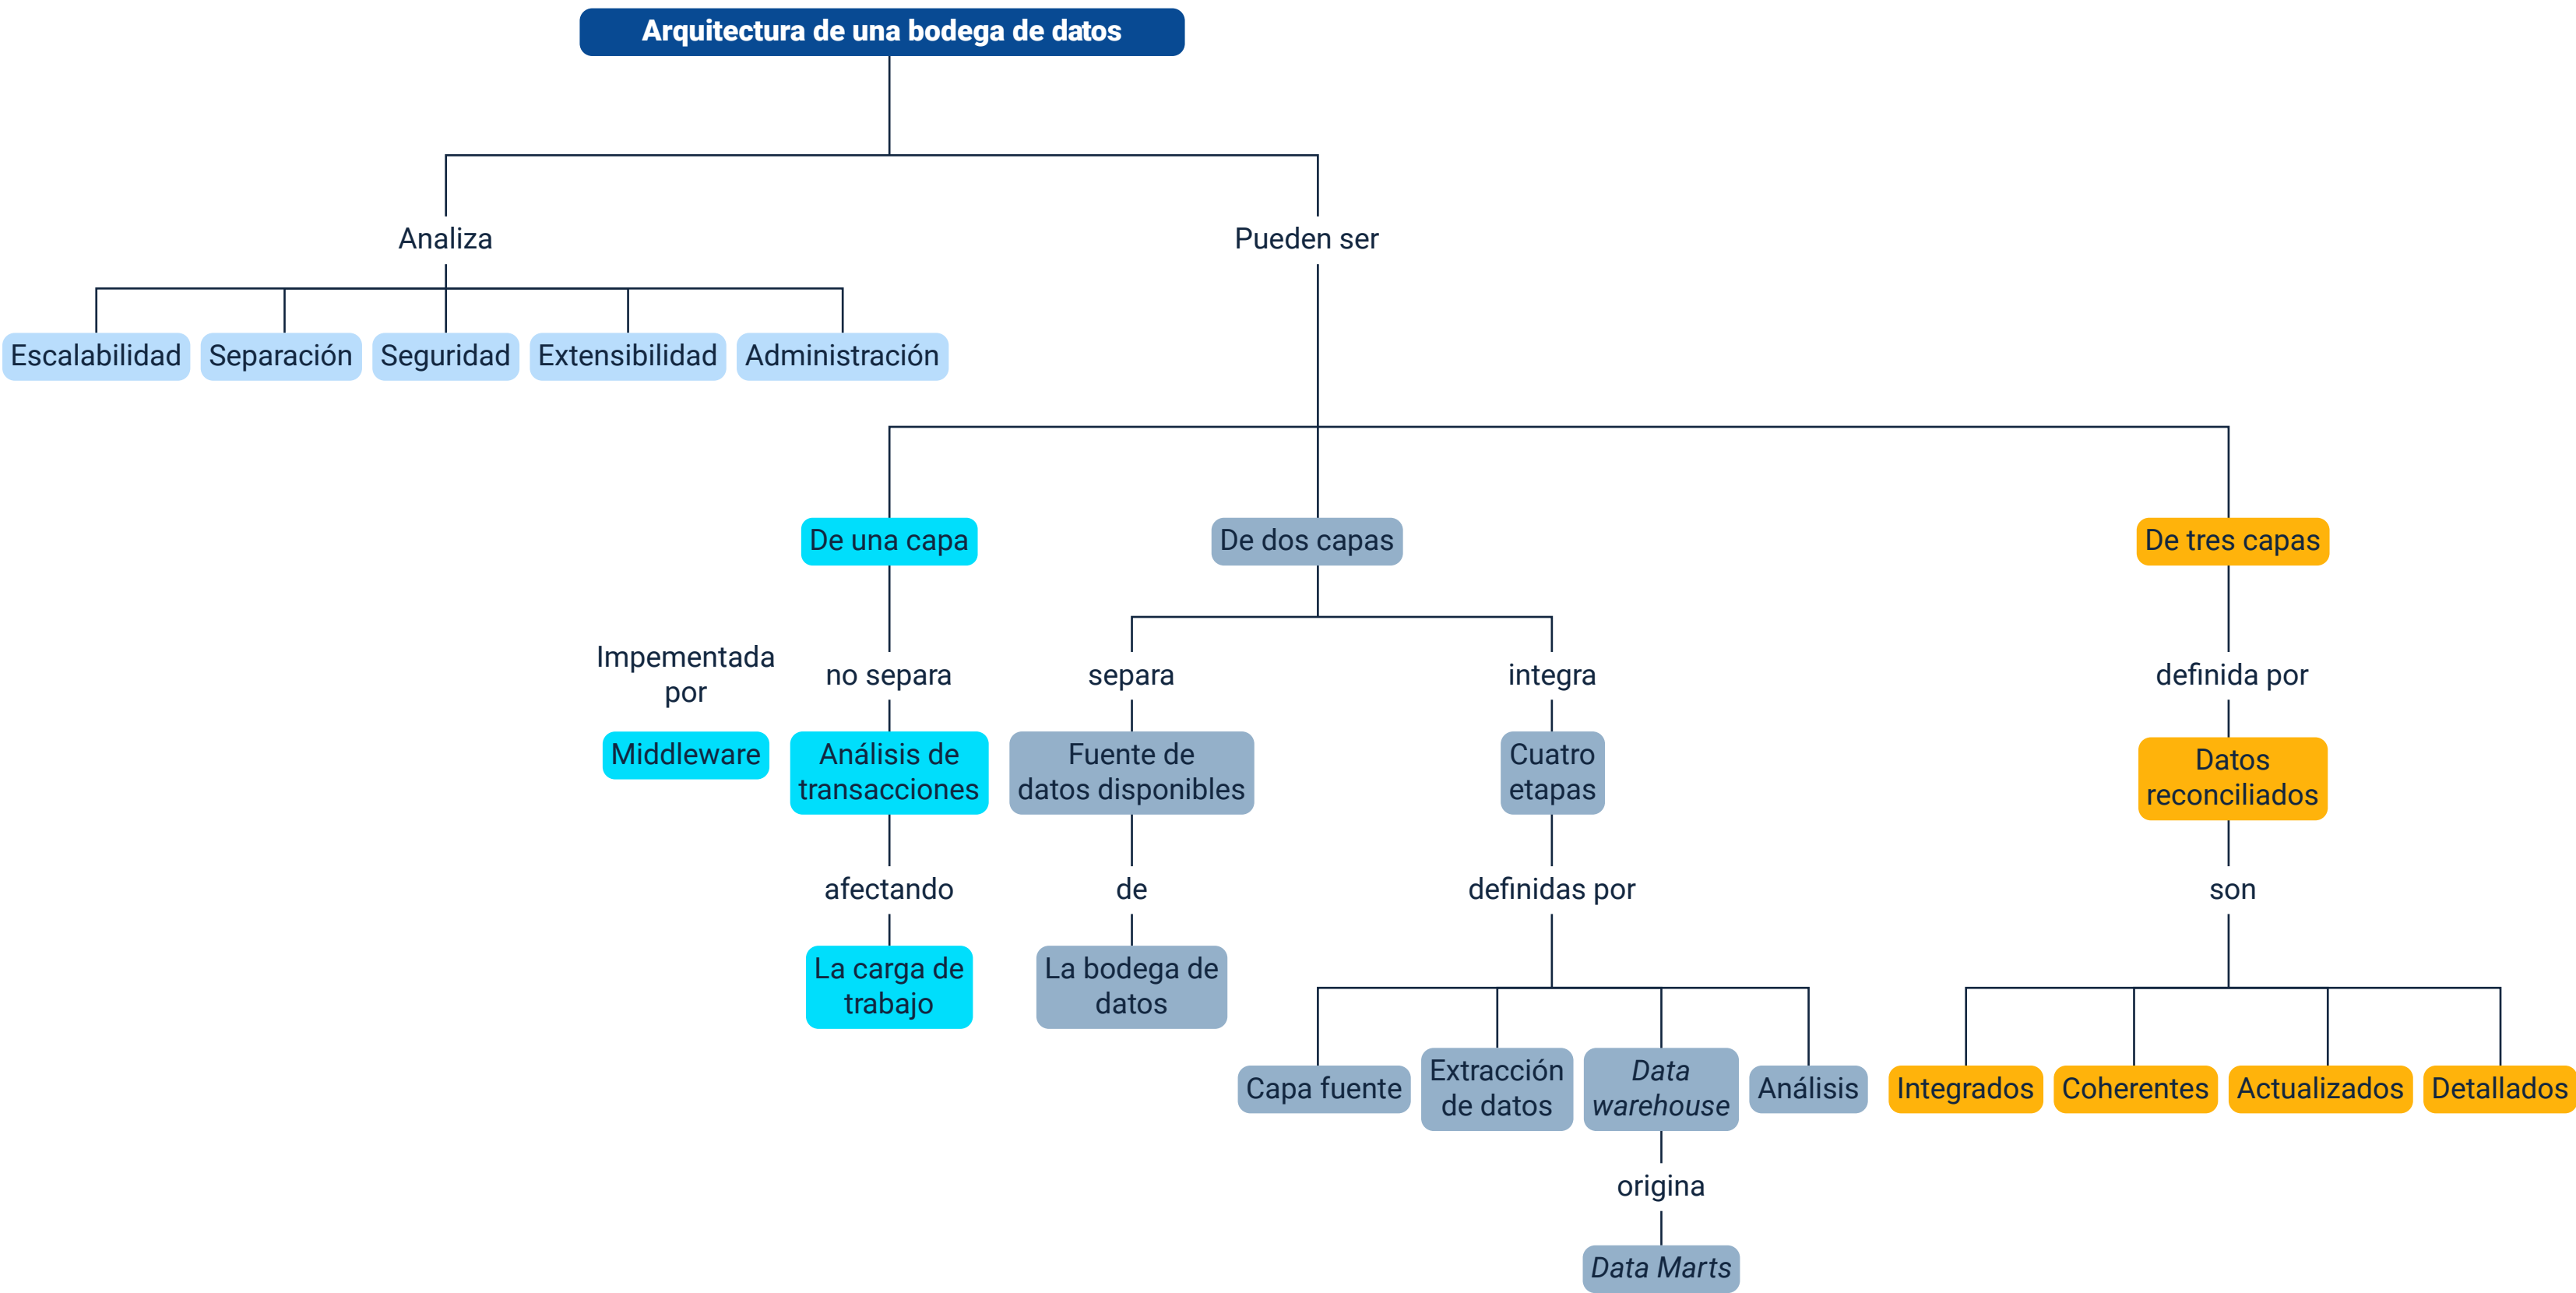 Arquitectura de una bodega de datos
Analiza
Pueden ser
Escalabilidad
Separación
Seguridad
Extensibilidad
Administración
De una capa
De dos capas
De tres capas
Impementada
por
no separa
separa
integra
definida por
Middleware
Análisis de
transacciones
Fuente de
datos disponibles
Cuatro
etapas
Datos
reconciliados
afectando
de
definidas por
son
La carga de
trabajo
La bodega de
datos
Capa fuente
Extracción
de datos
Data
warehouse
Análisis
Integrados
Coherentes
Actualizados
Detallados
origina
Data Marts